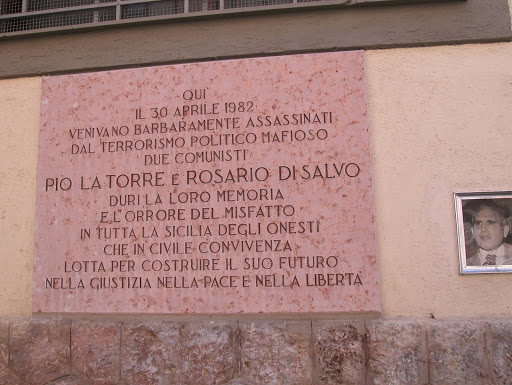 QUI
IL 30 APRILE 1982
VENIVANO BARBARAMENTE ASSASSINATI
DAL TERRORISMO POLITICO MAFIOSO
DUE COMUNISTI
PIO LA TORRE E ROSARIO DI SALVO
DURI LA LORO MEMORIA
E L'ORRORE DEL MISFATTO
IN TUTTA LA SICILIA DEGLI ONESTI
CHE IN CIVILE CONVIVENZA
LOTTA PER COSTRUIRE IL SUO FUTURO
NELLA GIUSTIZIA NELLA PACE E NELLA LIBERTÀ